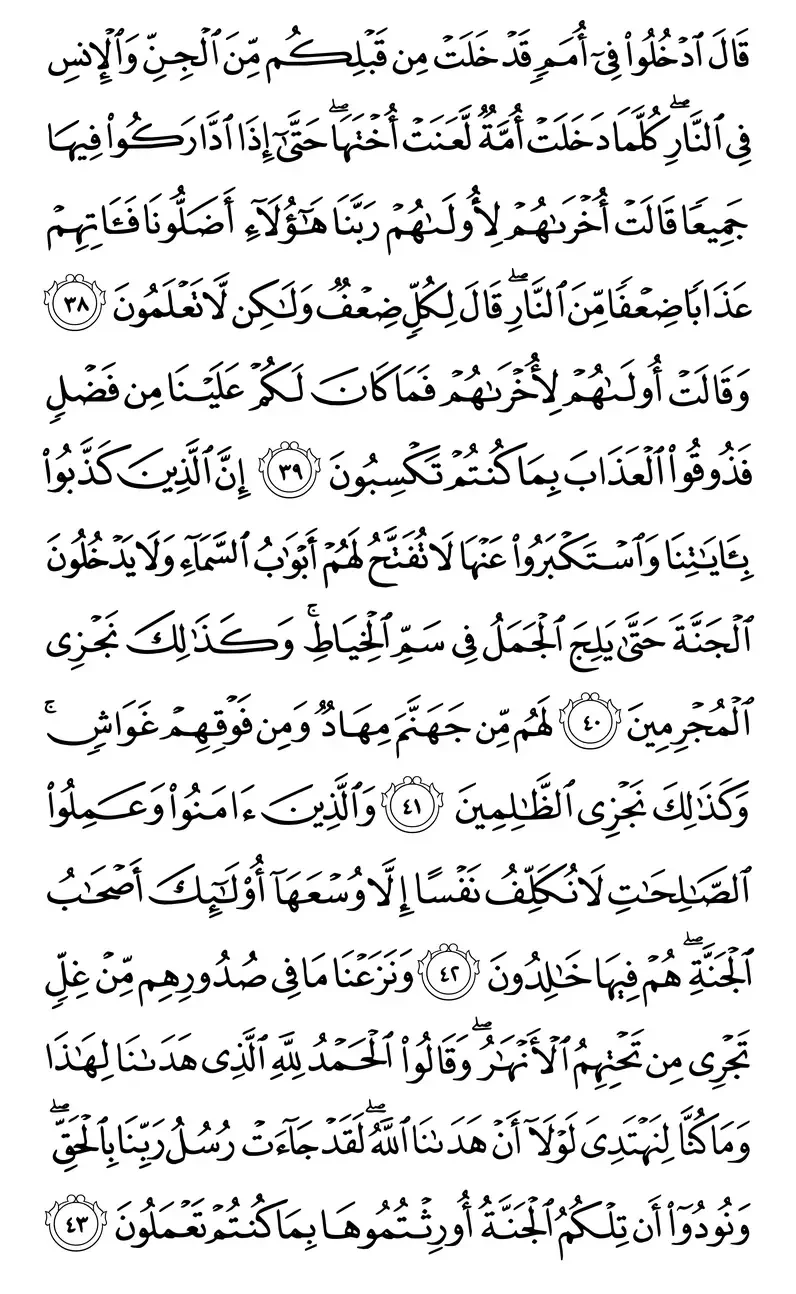 قَالَ ٱدْخُلُوا۟ فِىٓ أُمَمٍ قَدْ خَلَتْ مِن قَبْلِكُم مِّنَ ٱلْجِنِّ وَٱلْإِنسِ
فِى ٱلنَّارِ ۖ كُلَّمَا دَخَلَتْ أُمَّةٌ لَّعَنَتْ أُخْتَهَا ۖ حَتَّىٰٓ إِذَا ٱدَّارَكُوا۟ فِيهَا
جَمِيعًا قَالَتْ أُخْرَىٰهُمْ لِأُولَىٰهُمْ رَبَّنَا هَٰٓؤُلَآءِ أَضَلُّونَا فَـَٔاتِهِمْ
عَذَابًا ضِعْفًا مِّنَ ٱلنَّارِ ۖ قَالَ لِكُلٍّ ضِعْفٌ وَلَٰكِن لَّا تَعْلَمُونَ ٣٨
وَقَالَتْ أُولَىٰهُمْ لِأُخْرَىٰهُمْ فَمَا كَانَ لَكُمْ عَلَيْنَا مِن فَضْلٍ
فَذُوقُوا۟ ٱلْعَذَابَ بِمَا كُنتُمْ تَكْسِبُونَ ٣٩ إِنَّ ٱلَّذِينَ كَذَّبُوا۟
بِـَٔايَٰتِنَا وَٱسْتَكْبَرُوا۟ عَنْهَا لَا تُفَتَّحُ لَهُمْ أَبْوَٰبُ ٱلسَّمَآءِ وَلَا يَدْخُلُونَ
ٱلْجَنَّةَ حَتَّىٰ يَلِجَ ٱلْجَمَلُ فِى سَمِّ ٱلْخِيَاطِ ۚ وَكَذَٰلِكَ نَجْزِى
ٱلْمُجْرِمِينَ ٤٠ لَهُم مِّن جَهَنَّمَ مِهَادٌ وَمِن فَوْقِهِمْ غَوَاشٍ ۚ
وَكَذَٰلِكَ نَجْزِى ٱلظَّٰلِمِينَ ٤١ وَٱلَّذِينَ ءَامَنُوا۟ وَعَمِلُوا۟
ٱلصَّٰلِحَٰتِ لَا نُكَلِّفُ نَفْسًا إِلَّا وُسْعَهَآ أُو۟لَٰٓئِكَ أَصْحَٰبُ
ٱلْجَنَّةِ ۖ هُمْ فِيهَا خَٰلِدُونَ ٤٢ وَنَزَعْنَا مَا فِى صُدُورِهِم مِّنْ غِلٍّ
تَجْرِى مِن تَحْتِهِمُ ٱلْأَنْهَٰرُ ۖ وَقَالُوا۟ ٱلْحَمْدُ لِلَّهِ ٱلَّذِى هَدَىٰنَا لِهَٰذَا
وَمَا كُنَّا لِنَهْتَدِىَ لَوْلَآ أَنْ هَدَىٰنَا ٱللَّهُ ۖ لَقَدْ جَآءَتْ رُسُلُ رَبِّنَا بِٱلْحَقِّ ۖ
وَنُودُوٓا۟ أَن تِلْكُمُ ٱلْجَنَّةُ أُورِثْتُمُوهَا بِمَا كُنتُمْ تَعْمَلُونَ ٤٣